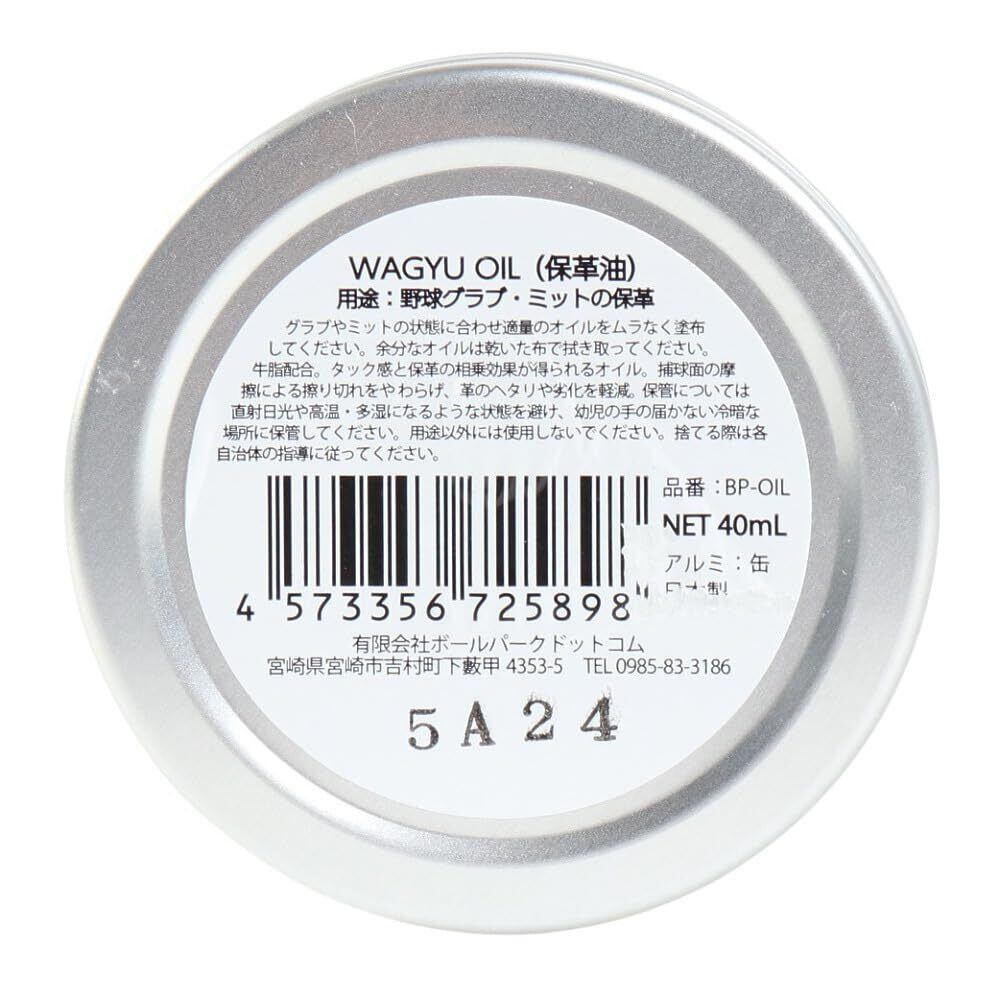 WAGYU OIL（保革油）
用途：野球グラブ・ミットの保革
グラブやミットの状態に合わせ適量のオイルをムラなく塗布
してください。余分なオイルは乾いた布で拭き取ってください。
牛脂配合。タック感と保革の相乗効果が得られるオイル。捕球面の摩
擦による擦り切れをやわらげ、革のヘタリや劣化を軽減。保管については
直射日光や高温・多湿になるような状態を避け、幼児の手の届かない冷暗な
場所に保管してください。用途以外には使用しないでください。捨てる際は各
自治体の指導に従ってください。
品番：BP-OIL
NET 40mL
アルミ：缶
日本製
4 573356 725898
有限会社ボールパークドットコム
宮崎県宮崎市吉村町下藪甲 4353-5 TEL 0985-83-3186
5A24